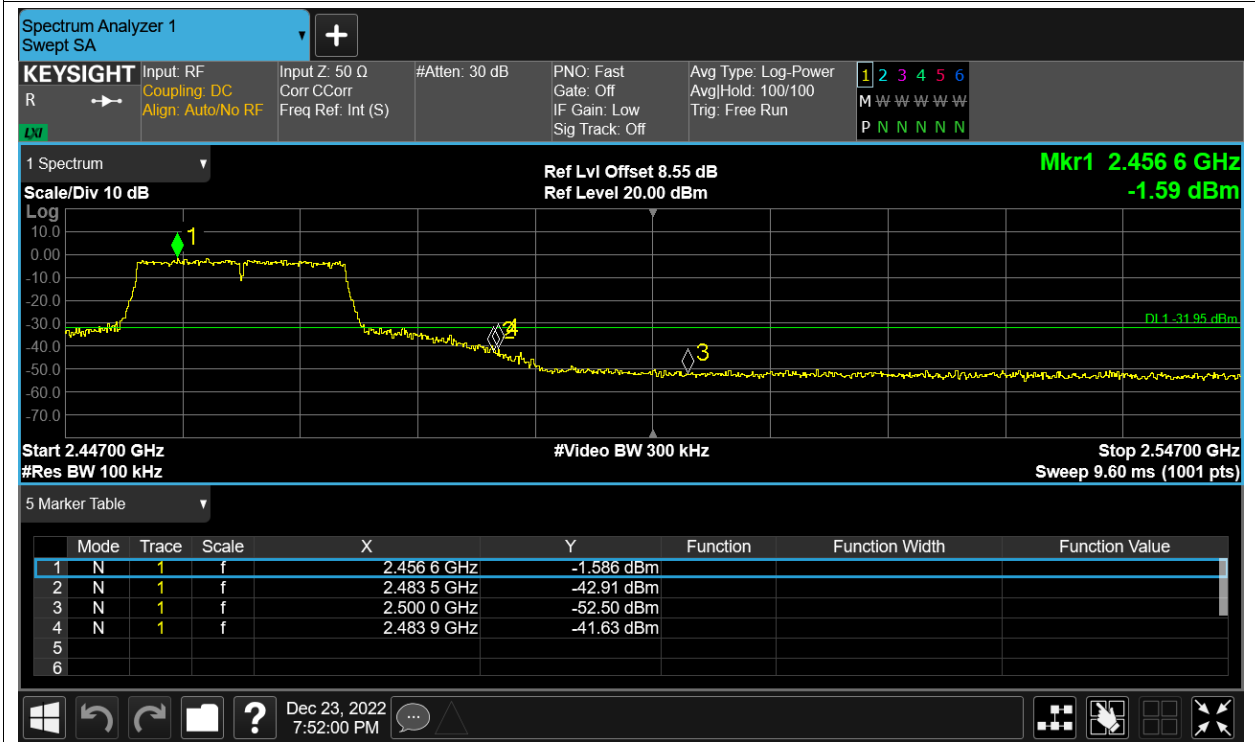 Spectrum Analyzer 1
Swept SA
+
KEYSIGHT Input: RF Input Z: 50 Ω #Atten: 30 dB PNO: Fast Avg Type: Log-Power 1 2 3 4 5 6
R Coupling: DC Corr CCorr Gate: Off Avg|Hold: 100/100 M W W W W W
Align: Auto/No RF Freq Ref: Int (S) IF Gain: Low Trig: Free Run
LXI Sig Track: Off P N N N N N
1 Spectrum Ref Lvl Offset 8.55 dB Mkr1 2.456 6 GHz
Scale/Div 10 dB Ref Level 20.00 dBm -1.59 dBm
Log
10.0
1
0.00
-10.0
-20.0
-30.0 2 4 DL1 -31.95 dBm
-40.0
3
-50.0
-60.0
-70.0
Start 2.44700 GHz #Video BW 300 kHz Stop 2.54700 GHz
#Res BW 100 kHz Sweep 9.60 ms (1001 pts)
5 Marker Table
Mode Trace Scale X Y Function Function Width Function Value
1 N 1 f 2.456 6 GHz -1.586 dBm
2 N 1 f 2.483 5 GHz -42.91 dBm
3 N 1 f 2.500 0 GHz -52.50 dBm
4 N 1 f 2.483 9 GHz -41.63 dBm
5
6
? Dec 23, 2022
7:52:00 PM